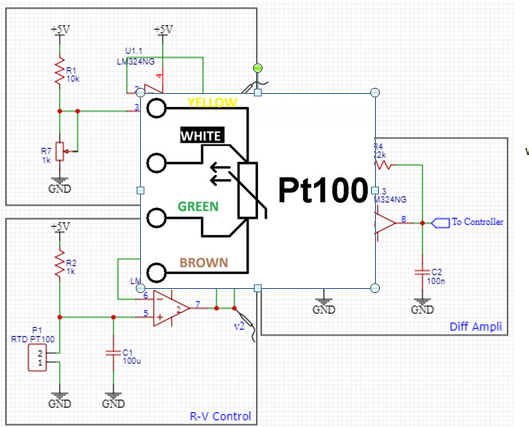 +5V
+5V
U1.1
LM324NG
R1
10k
4
2
3
R7
1k
GND
YELLOW
WHITE
GREEN
BROWN
Pt100
R4
22k
.3
M324NG
8
To Controller
C2
100n
GND
GND
Diff Ampli
+5V
R2
1k
LM
6
5
2
7
v2
P1
RTD PT100
2
1
C1
100u
GND
GND
R-V Control